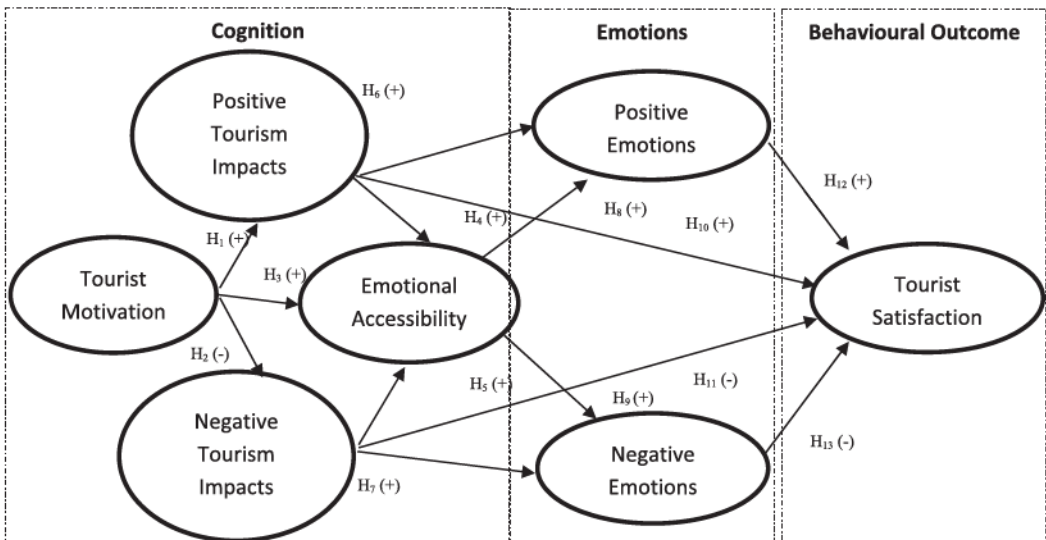 Cognition
Emotions
Behavioural Outcome
Positive
Tourism
Impacts
H6 (+)
Positive
Emotions
H12 (+)
H4 (+)
H8 (+)
H10 (+)
H1 (+)
Tourist
Motivation
H3 (+)
Emotional
Accessibility
Tourist
Satisfaction
H2 (-)
H5 (+)
H11 (-)
H9 (+)
Negative
Tourism
Impacts
H7 (+)
Negative
Emotions
H13 (-)